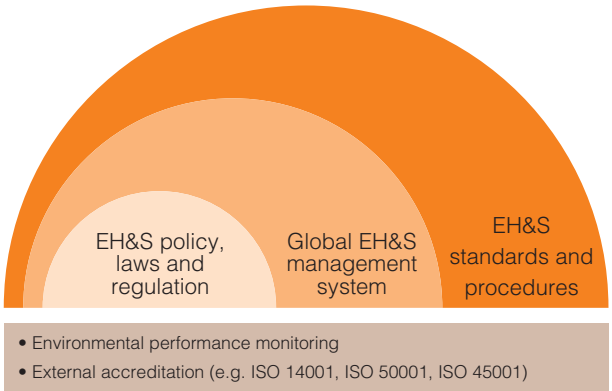 EH&S policy,
laws and
regulation
Global EH&S
management
system
EH&S
standards and
procedures
• Environmental performance monitoring
• External accreditation (e.g. ISO 14001, ISO 50001, ISO 45001)